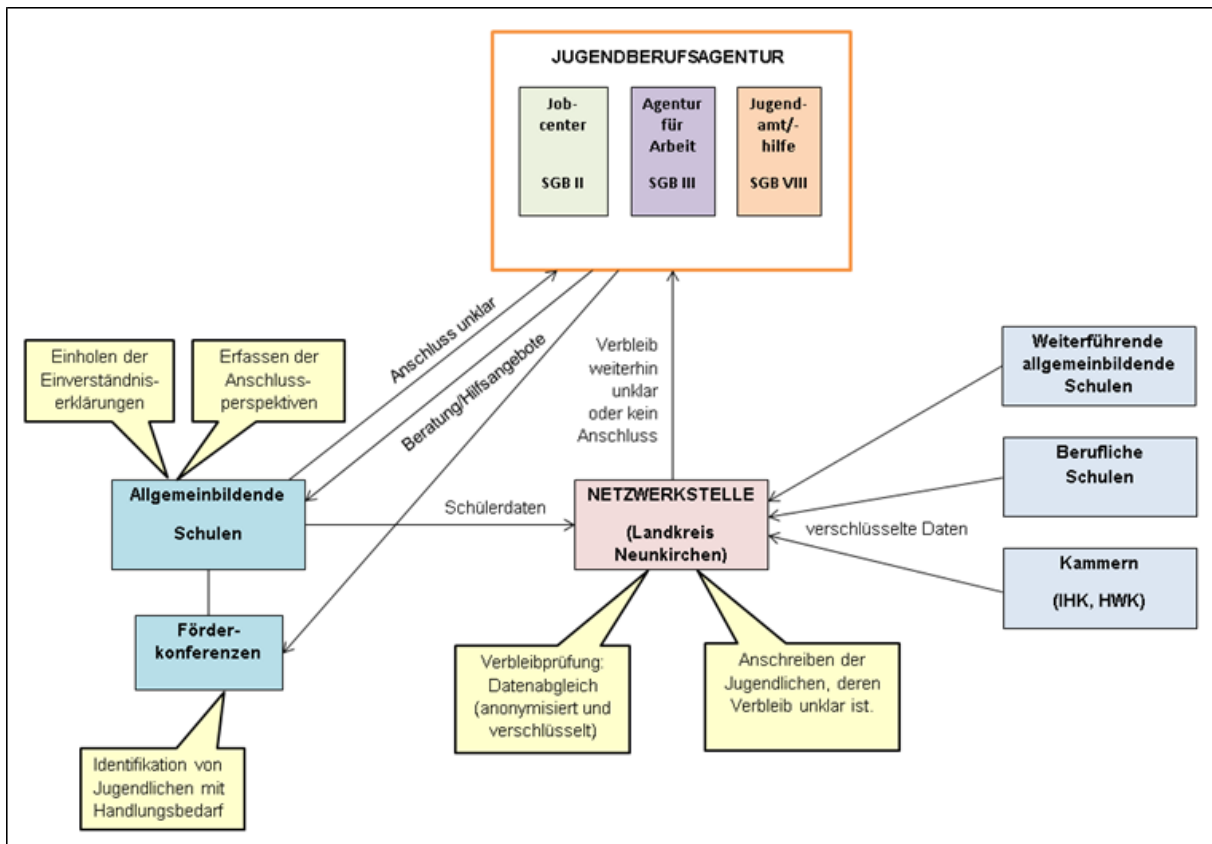 JUGENDBERUFSAGENTUR
Job-
center
SGB II
Agentur
für
Arbeit
SGB III
Jugend-
amt/-
hilfe
SGB VIII
Anschluss unklar
Beratung/Hilfsangebote
Verbleib
weiterhin
unklar
oder kein
Anschluss
Einholen der
Einverständnis-
erklärungen
Erfassen der
Anschluss-
perspektiven
Weiterführende
allgemeinbildende
Schulen
Berufliche
Schulen
Kammern
(IHK, HWK)
verschlüsselte Daten
Allgemeinbildende
Schulen
Schülerdaten
NETZWERKSTELLE
(Landkreis
Neunkirchen)
Förder-
konferenzen
Verbleibprüfung:
Datenabgleich
(anonymisiert und
verschlüsselt)
Anschreiben der
Jugendlichen, deren
Verbleib unklar ist.
Identifikation von
Jugendlichen mit
Handlungsbedarf